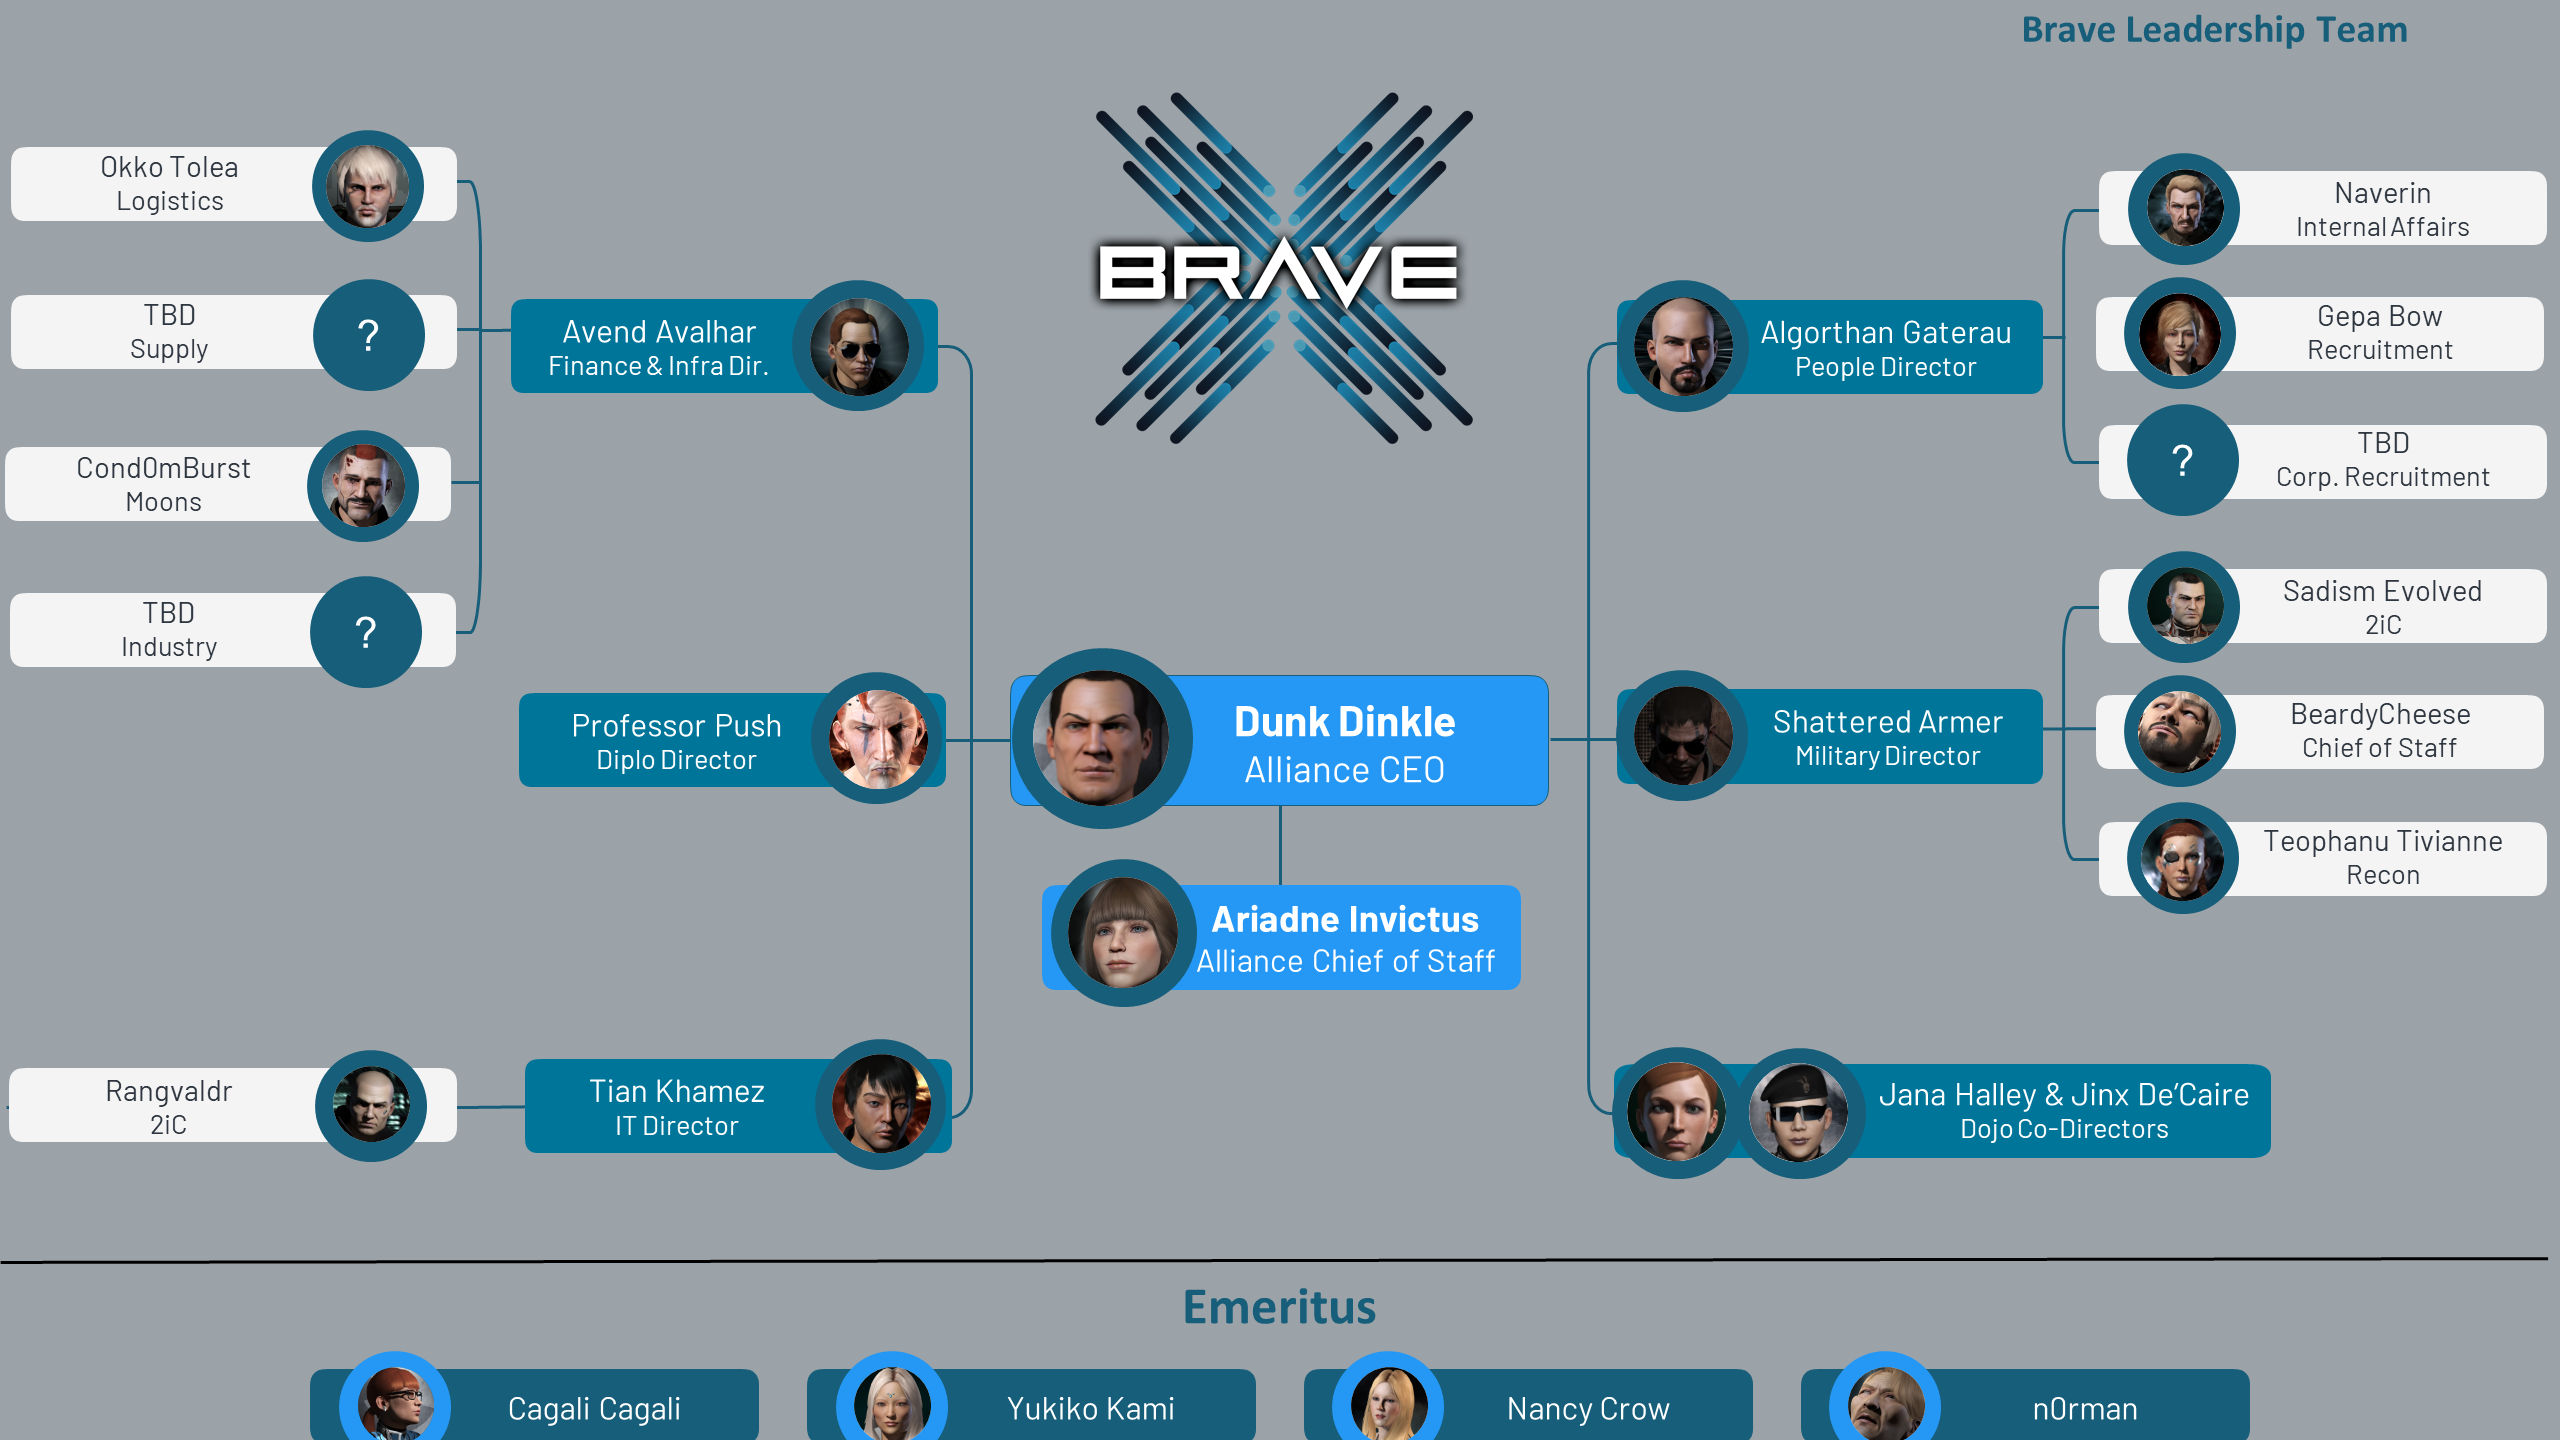 Brave Leadership Team
BRAVE
Okko Tolea
Logistics
?
TBD
Supply
Cond0mBurst
Moons
?
TBD
Industry
Avend Avalhar
Finance & Infra Dir.
Professor Push
Diplo Director
Rangvaldr
2iC
Tian Khamez
IT Director
Dunk Dinkle
Alliance CEO
Ariadne Invictus
Alliance Chief of Staff
Algorthan Gaterau
People Director
Naverin
Internal Affairs
Gepa Bow
Recruitment
?
TBD
Corp. Recruitment
Shattered Armer
Military Director
Sadism Evolved
2iC
BeardyCheese
Chief of Staff
Teophanu Tivianne
Recon
Jana Halley & Jinx De’Caire
Dojo Co-Directors
Emeritus
Cagali Cagali
Yukiko Kami
Nancy Crow
n0rman